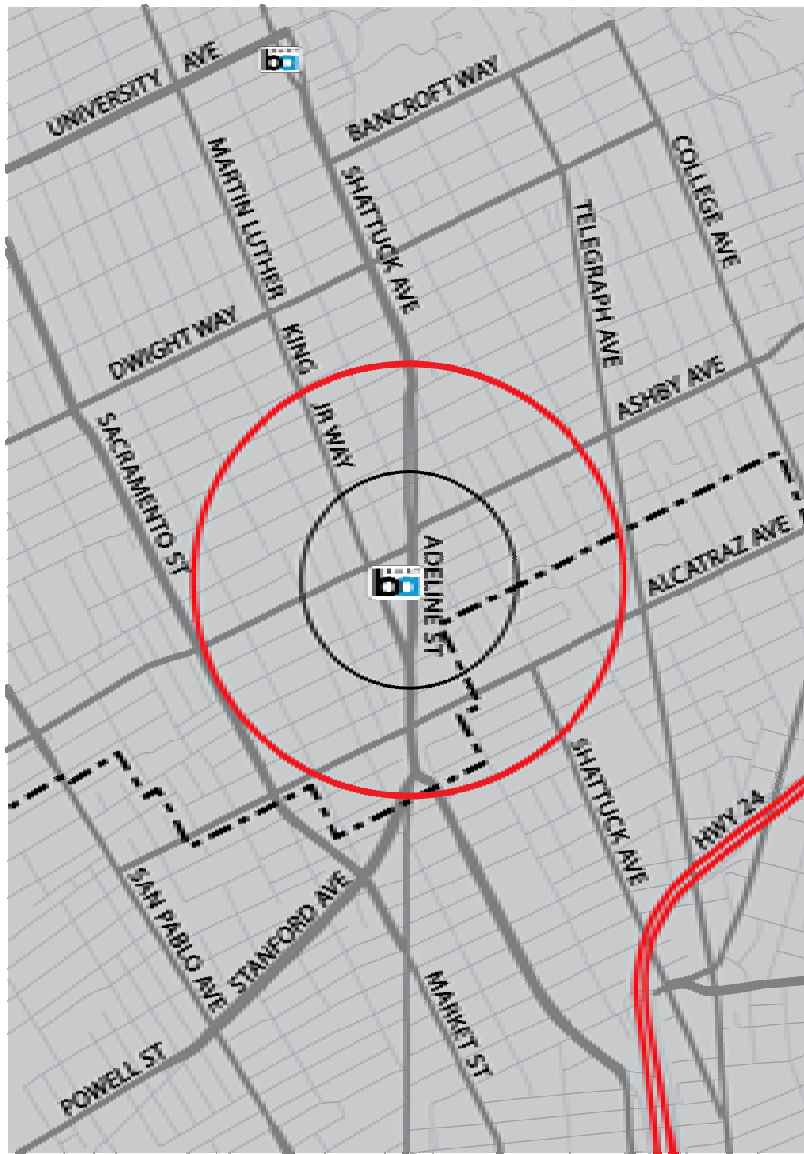 UNIVERSITY AVE
ba
BANCROFT WAY
MARTIN LUTHER KING JR WAY
SHATTUCK AVE
COLLEGE AVE
TELEGRAPH AVE
DWIGHT WAY
ASHBY AVE
SACRAMENTO ST
ADELINE ST
ba
ALCATRAZ AVE
SHATTUCK AVE
HWY 24
SAN PABLO AVE
STANFORD AVE
MARKET ST
POWELL ST